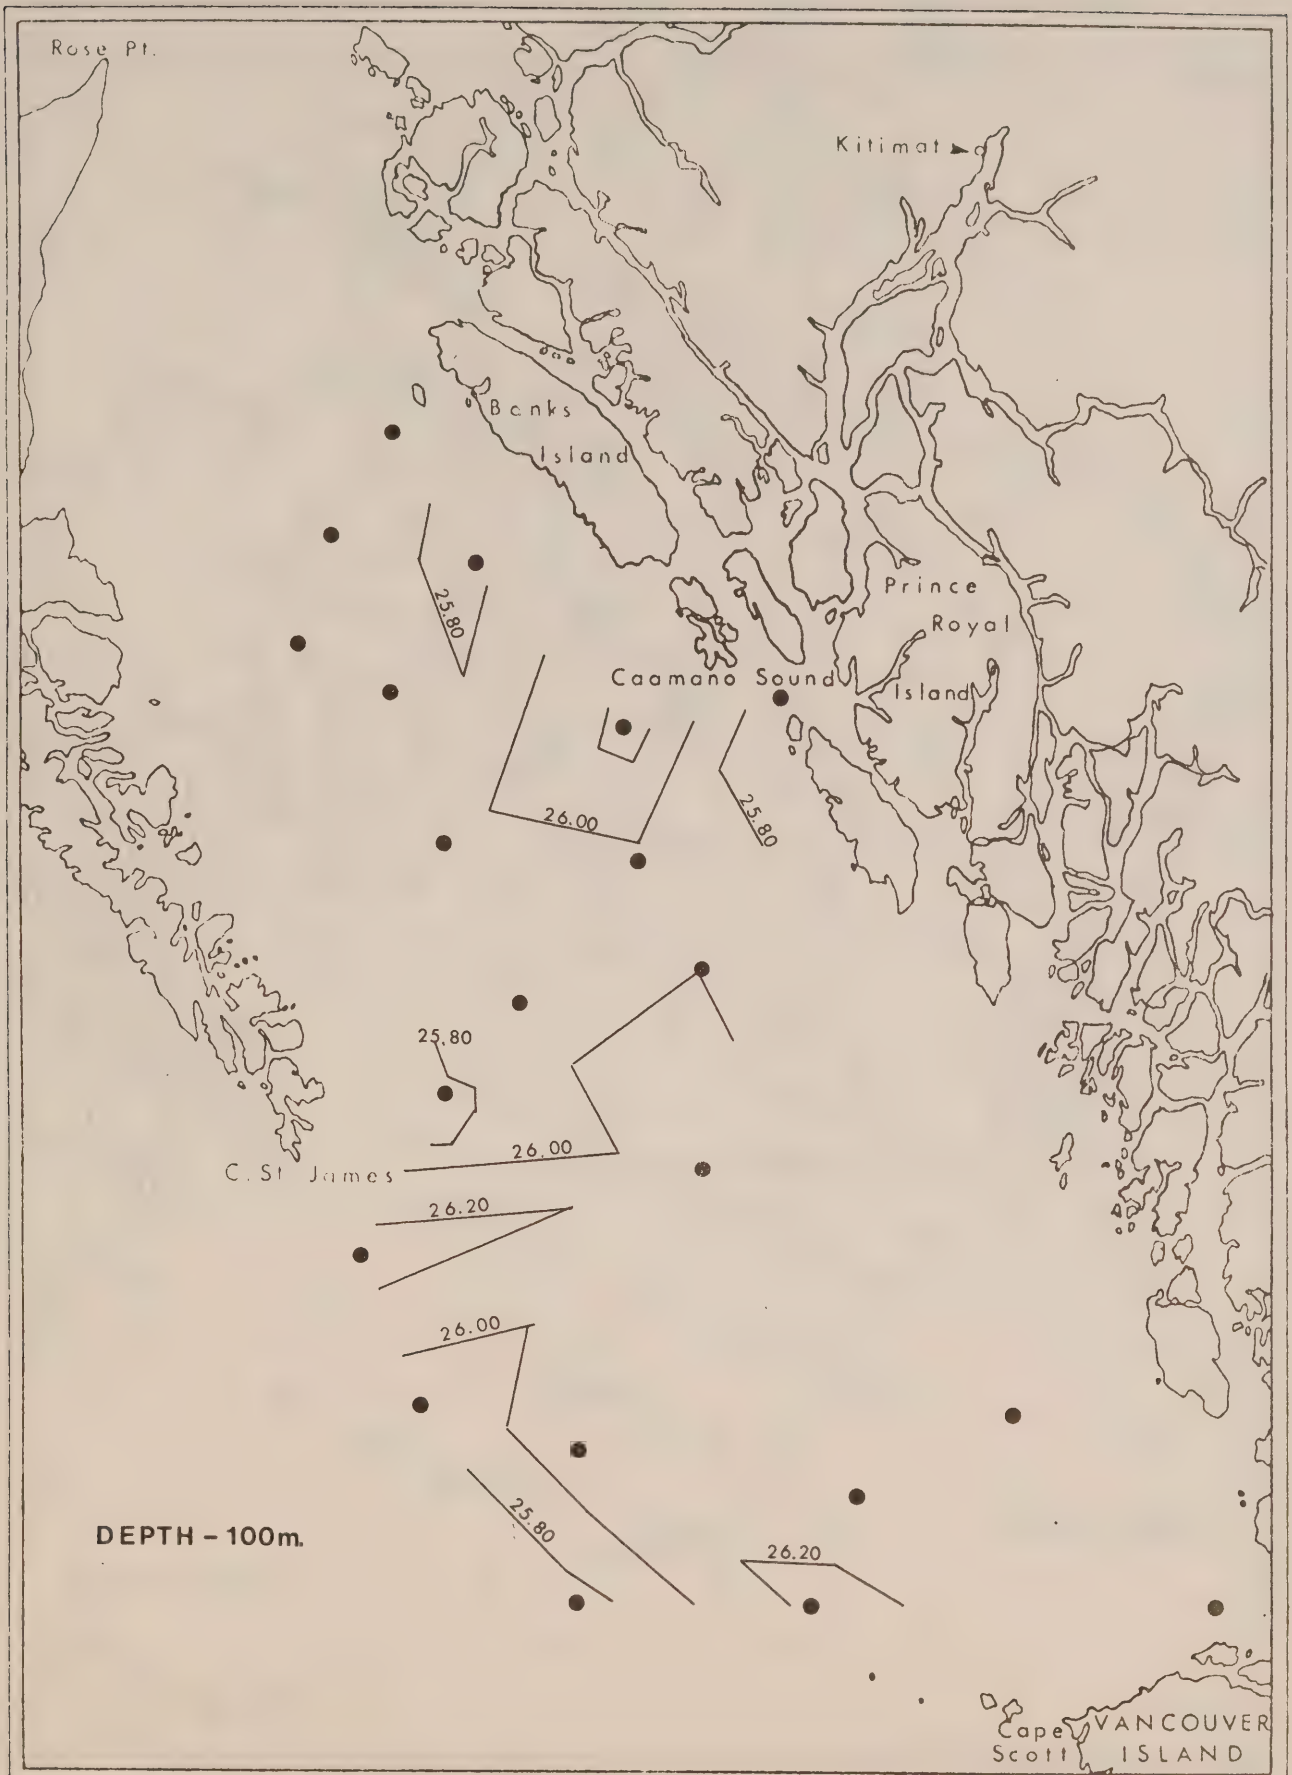 Rose Pt.
Kitimat
Banks
Island
25.80
Prince
Royal
Island
Caamano Sound
26.00
25.80
25.80
26.00
C. St James
26.20
26.00
25.80
DEPTH - 100m.
26.20
Cape
Scott
VANCOUVER
ISLAND